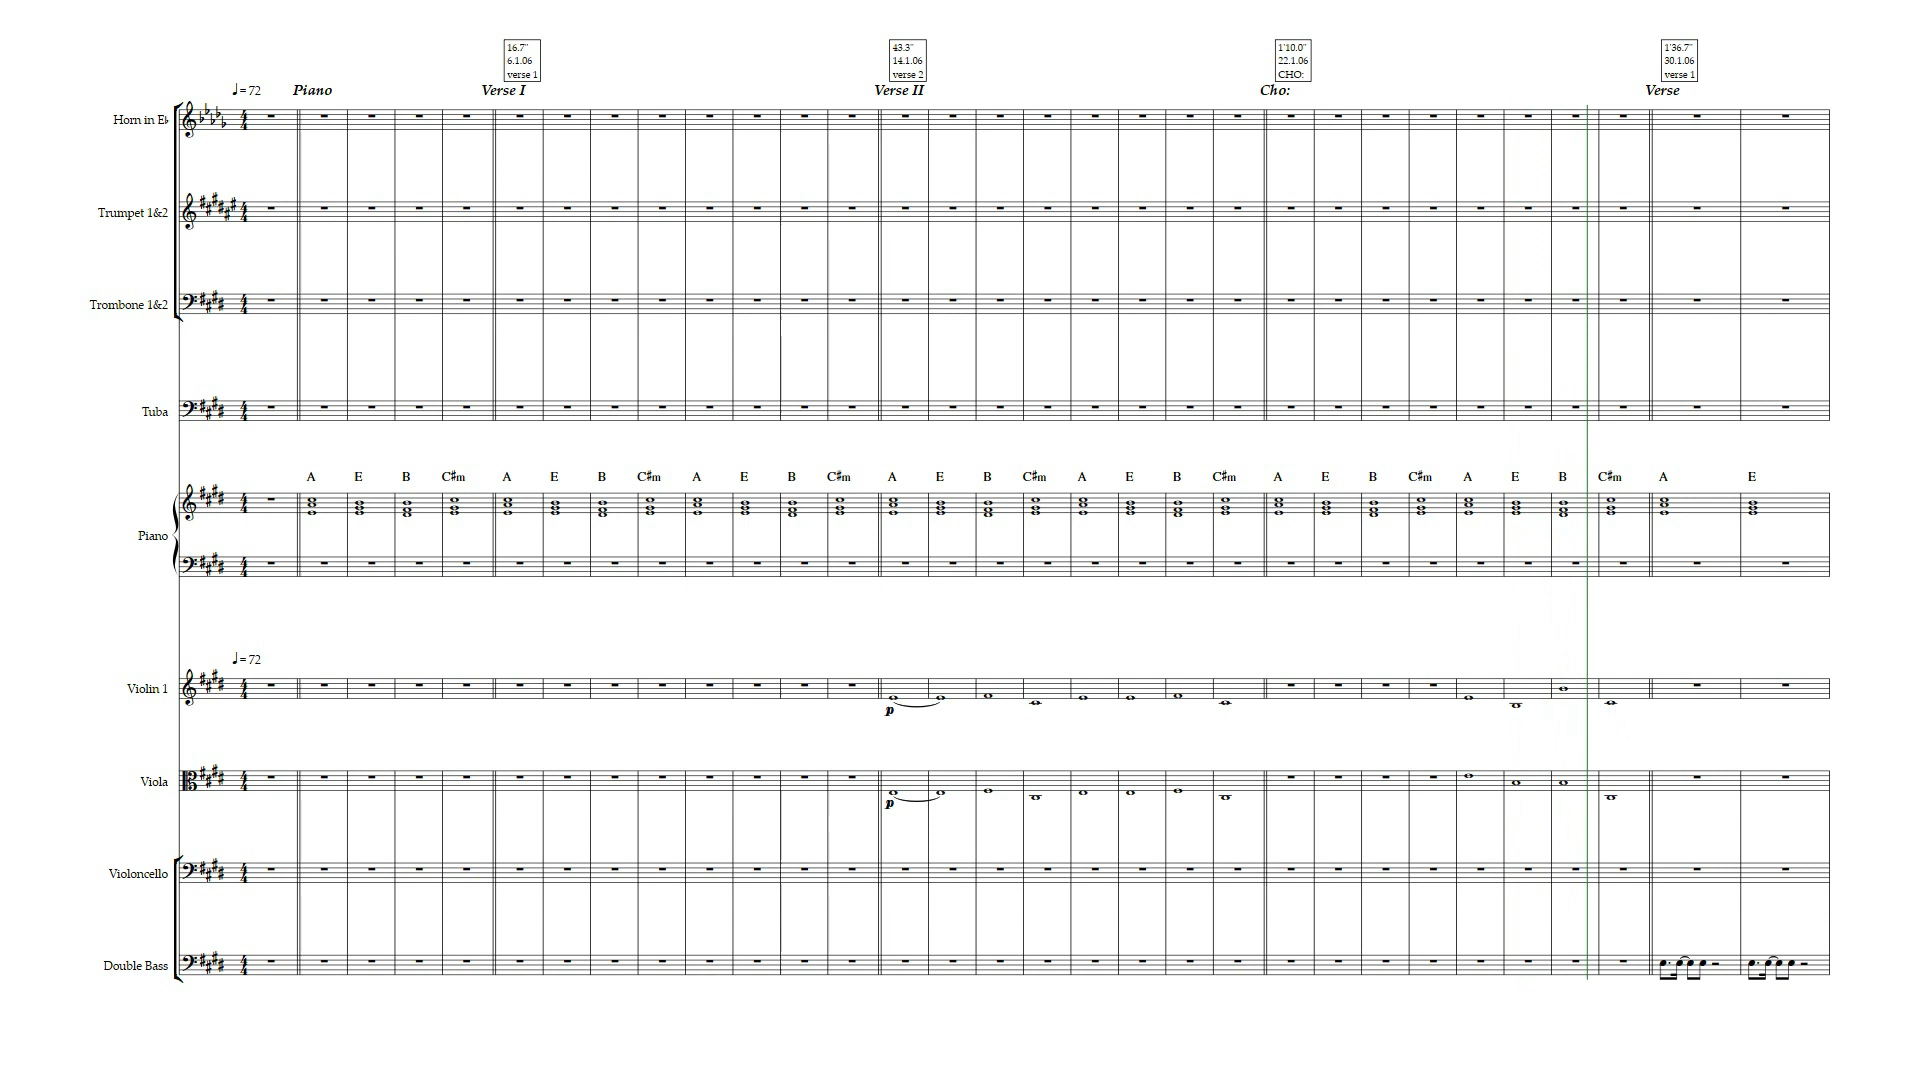 16.7"
6.1.06
verse 1
43.3"
14.1.06
verse 2
1'10.0"
22.1.06
CHO:
1'36.7"
30.1.06
verse 1
♩= 72 Piano Verse I Verse II Cho: Verse
Horn in E♭
Trumpet 1&2
Trombone 1&2
Tuba
A E B C♯m A E B C♯m A E B C♯m A E B C♯m A E B C♯m A E B C♯m A E B C♯m A E
Piano
♩= 72
Violin 1
p
Viola
p
Violoncello
Double Bass